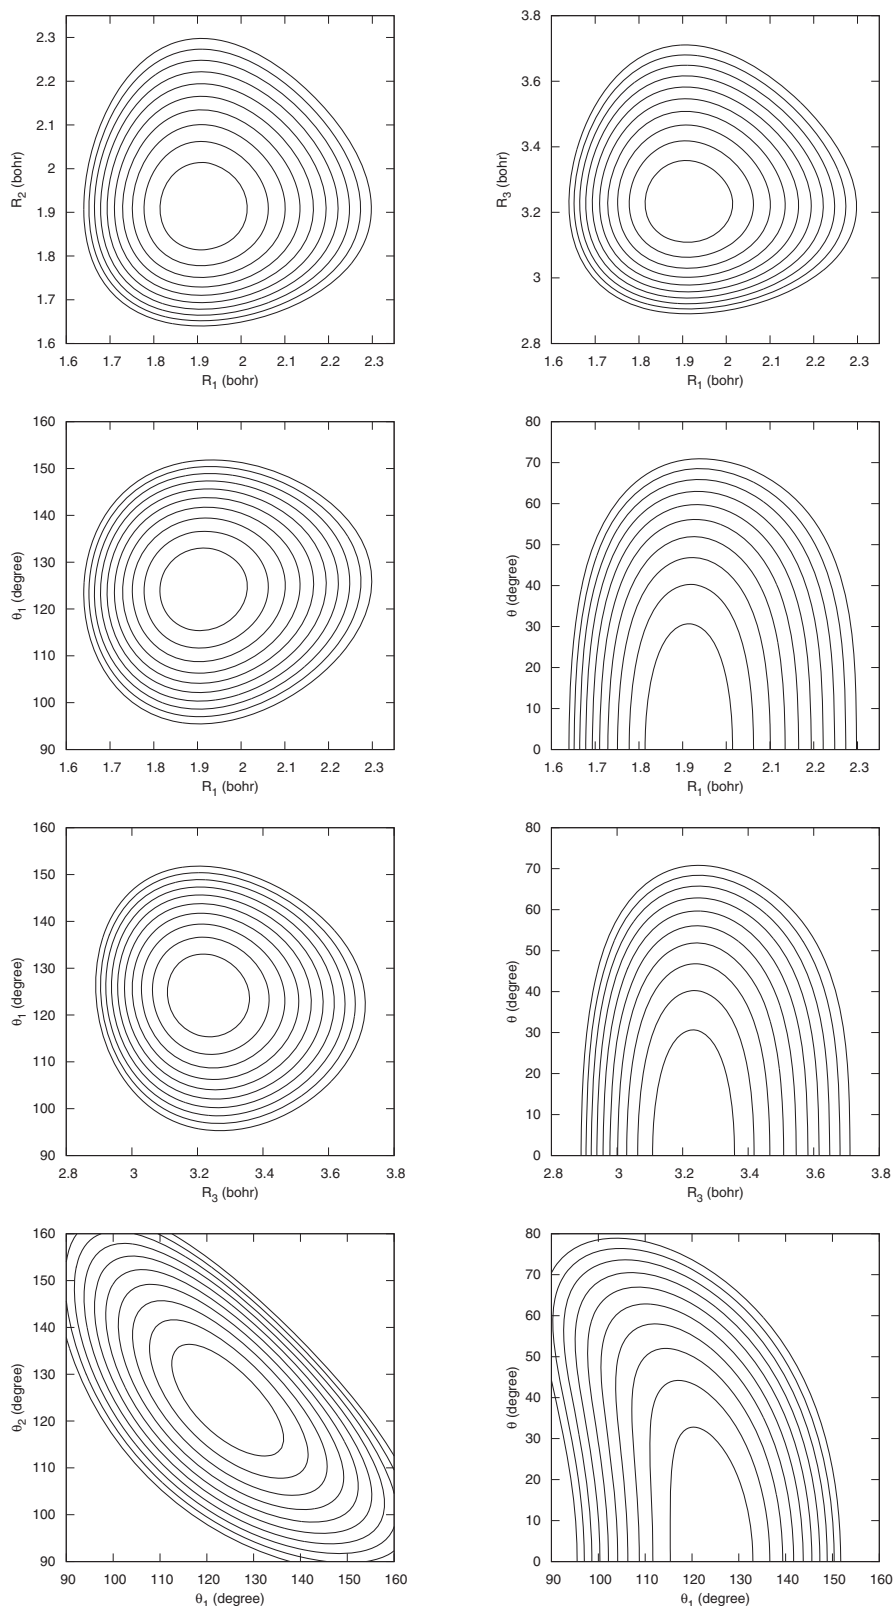 2.3
2.2
2.1
2
1.9
1.8
1.7
1.6
R2 (bohr)
1.6 1.7 1.8 1.9 2 2.1 2.2 2.3
R1 (bohr)
3.8
3.6
3.4
3.2
3
2.8
R3 (bohr)
1.6 1.7 1.8 1.9 2 2.1 2.2 2.3
R1 (bohr)
160
150
140
130
120
110
100
90
θ1 (degree)
1.6 1.7 1.8 1.9 2 2.1 2.2 2.3
R1 (bohr)
80
70
60
50
40
30
20
10
0
θ (degree)
1.6 1.7 1.8 1.9 2 2.1 2.2 2.3
R1 (bohr)
160
150
140
130
120
110
100
90
θ1 (degree)
2.8 3 3.2 3.4 3.6 3.8
R3 (bohr)
80
70
60
50
40
30
20
10
0
θ (degree)
2.8 3 3.2 3.4 3.6 3.8
R3 (bohr)
160
150
140
130
120
110
100
90
θ2 (degree)
90 100 110 120 130 140 150 160
θ1 (degree)
80
70
60
50
40
30
20
10
0
θ (degree)
90 100 110 120 130 140 150 160
θ1 (degree)